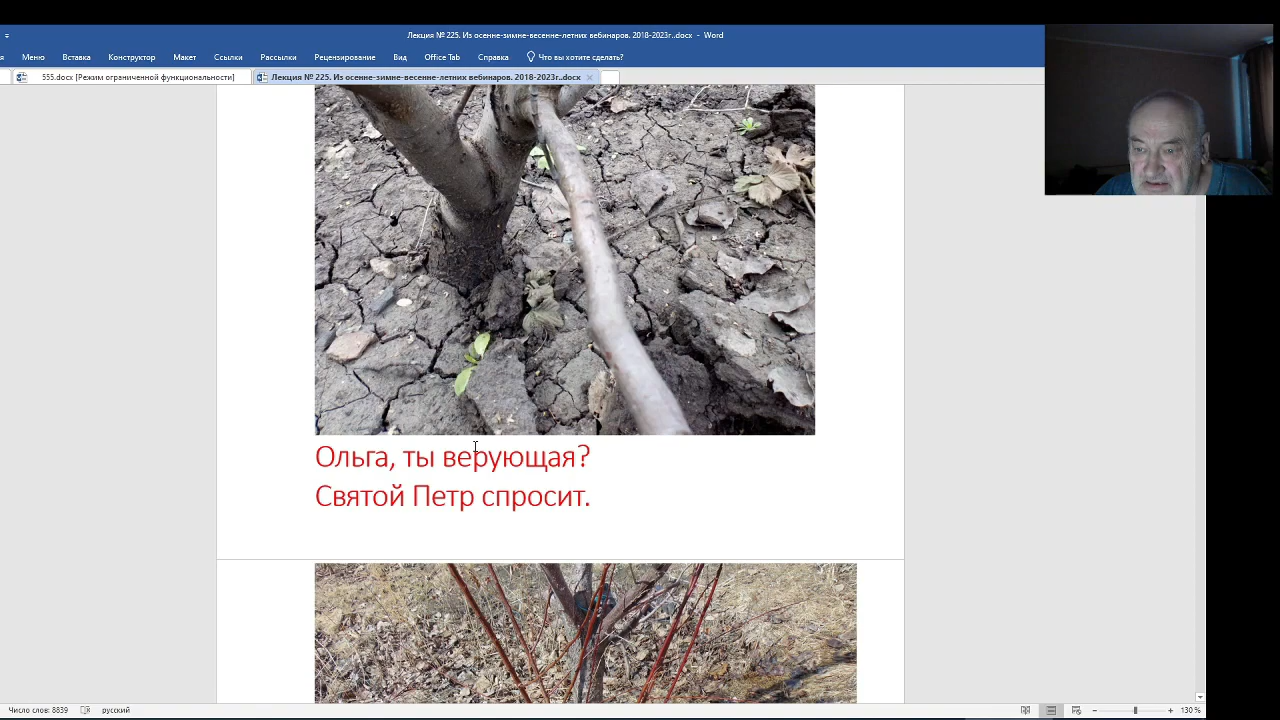 Лекция № 225. Из осенне-зимне-весенне-летних вебинаров. 2018-2023г..docx - Word
Меню Вставка Конструктор Макет Ссылки Рассылки Рецензирование Вид Office Tab Справка Что вы хотите сделать?
555.docx [Режим ограниченной функциональности] Лекция № 225. Из осенне-зимне-весенне-летних вебинаров. 2018-2023г..docx
Ольга, ты верующая?
Святой Петр спросит.
Число слов: 8839 русский 130 %